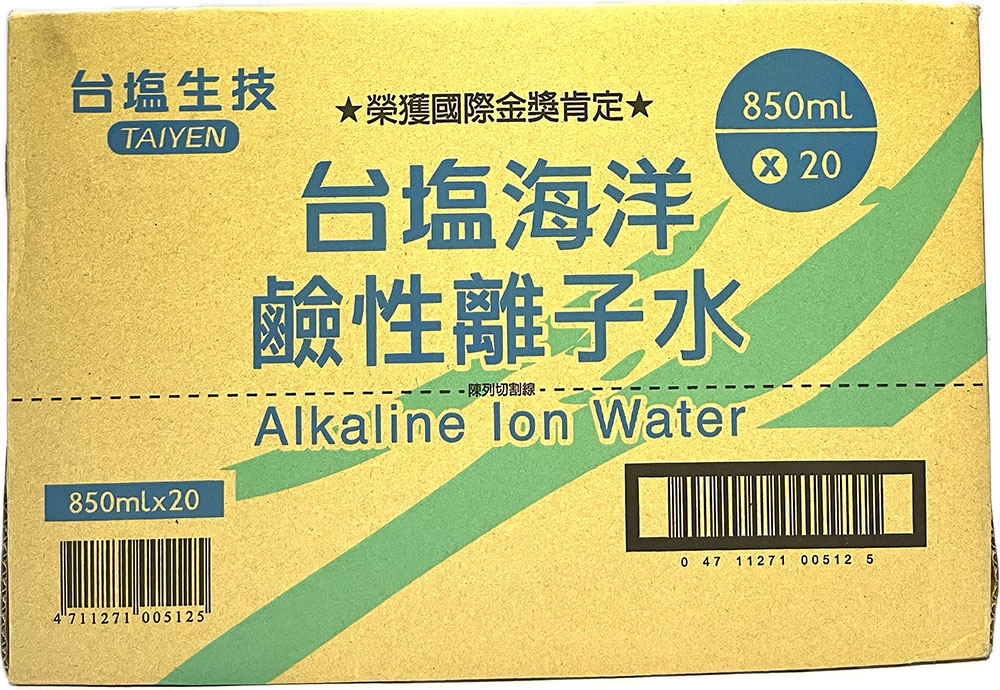 台塩生技
TAIYEN
★榮獲國際金獎肯定★
850ml
x 20
台塩海洋
鹼性離子水
陳列切割線
Alkaline Ion Water
850mlx20
4 711271 005125
0 47 11271 00512 5